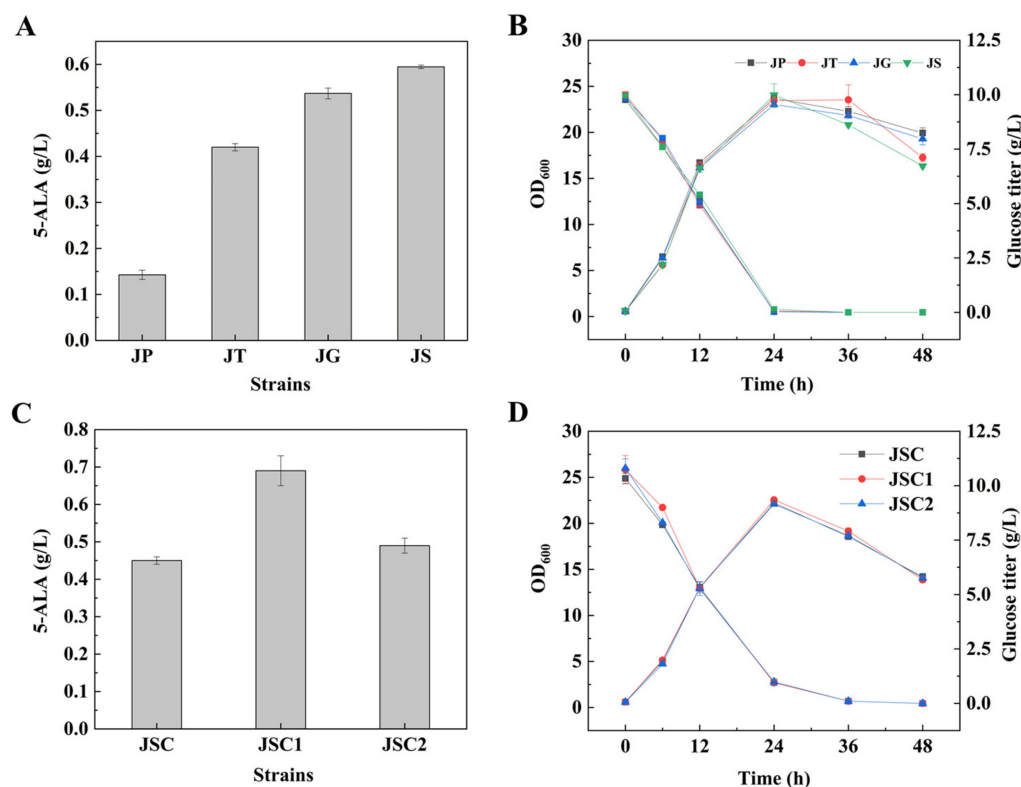 A
5-ALA (g/L)
0.6
0.5
0.4
0.3
0.2
0.1
0.0
JP JT JG JS
Strains
B
OD600
30
25
20
15
10
5
0
JP JT JG JS
12.5
10.0
7.5
5.0
2.5
0.0
Glucose titer (g/L)
0 12 24 36 48
Time (h)
C
5-ALA (g/L)
0.8
0.7
0.6
0.5
0.4
0.3
0.2
0.1
0.0
JSC JSC1 JSC2
Strains
D
OD600
30
25
20
15
10
5
0
JSC
JSC1
JSC2
12.5
10.0
7.5
5.0
2.5
0.0
Glucose titer (g/L)
0 12 24 36 48
Time (h)